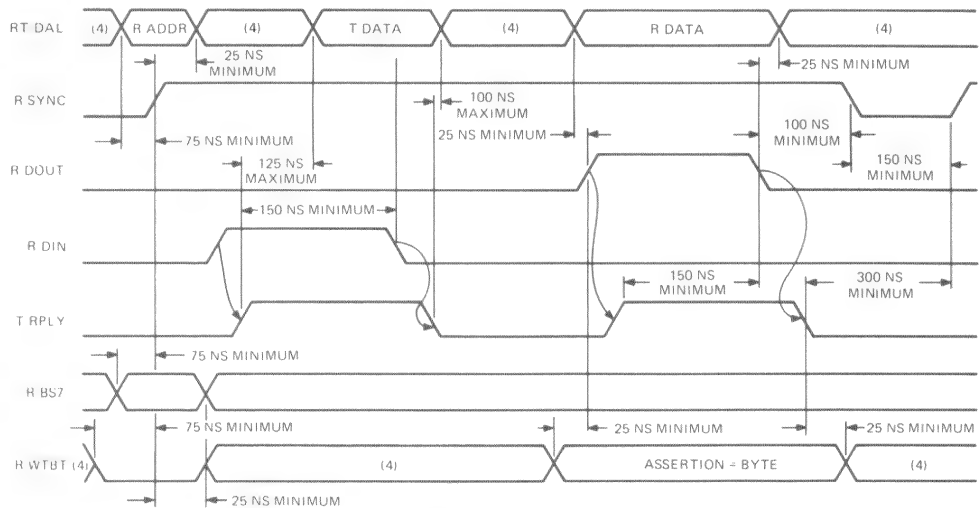 RT DAL (4) R ADDR (4) T DATA (4) R DATA (4)
25 NS
MINIMUM
25 NS MINIMUM
R SYNC
100 NS
MAXIMUM
75 NS MINIMUM
25 NS MINIMUM
100 NS
MINIMUM
R DOUT
125 NS
MAXIMUM
150 NS
MINIMUM
150 NS MINIMUM
R DIN
150 NS
MINIMUM
300 NS
MINIMUM
T RPLY
75 NS MINIMUM
R BS7
75 NS MINIMUM
25 NS MINIMUM
25 NS MINIMUM
R WTBT (4) (4) ASSERTION = BYTE (4)
25 NS MINIMUM